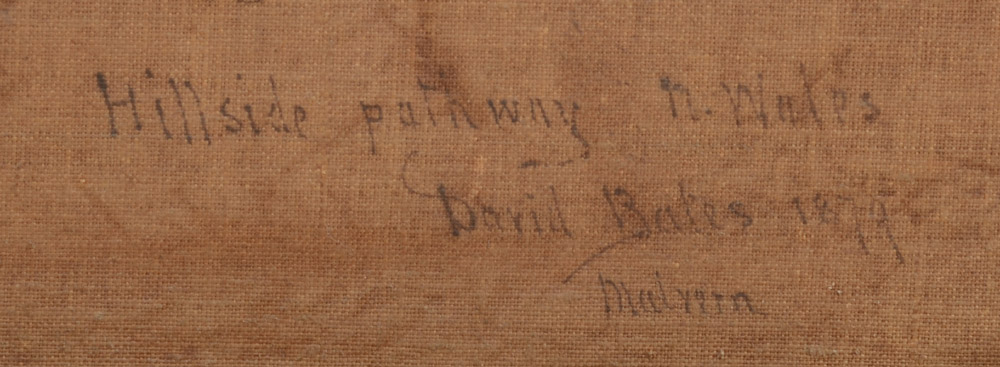 Hillside pathway N. Wales
David Bates 1879
Malvern